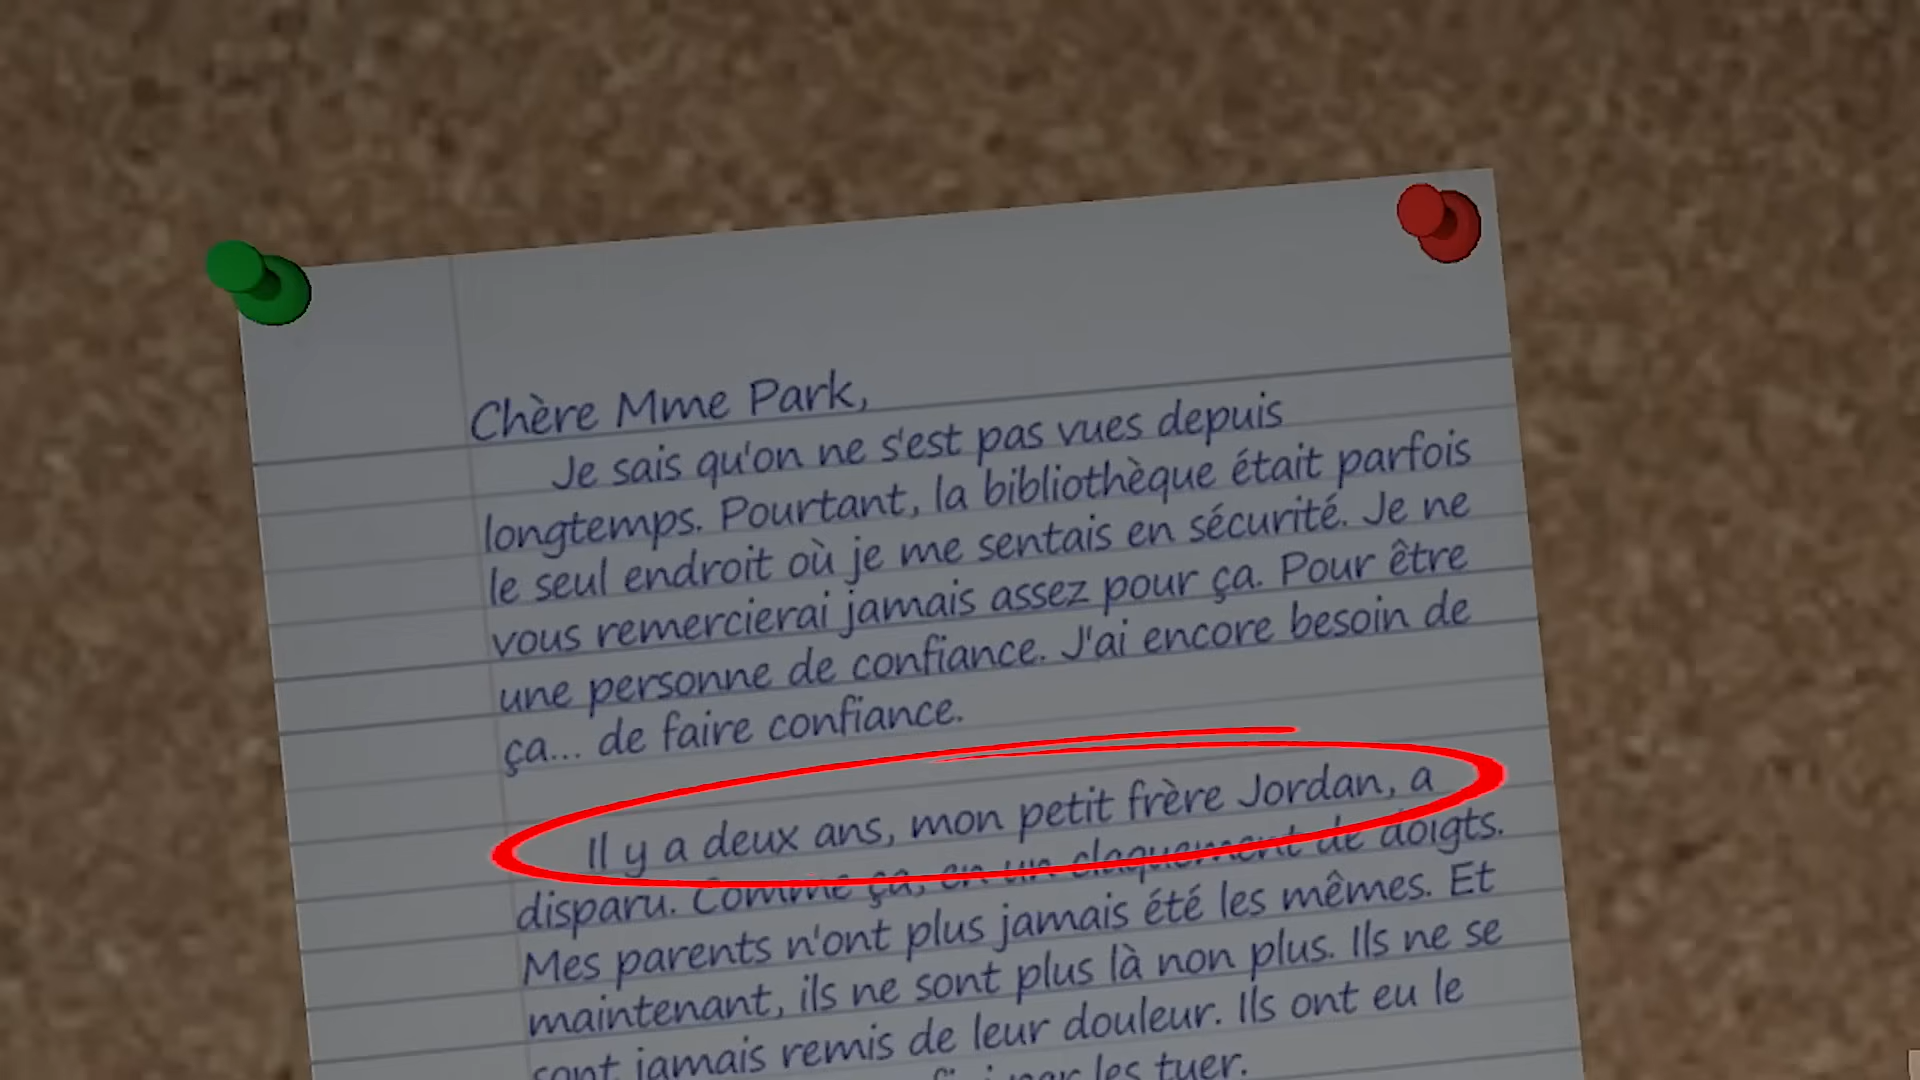 Chère Mme Park,
Je sais qu'on ne s'est pas vues depuis
longtemps. Pourtant, la bibliothèque était parfois
le seul endroit où je me sentais en sécurité. Je ne
vous remercierai jamais assez pour ça. Pour être
une personne de confiance. J'ai encore besoin de
ça... de faire confiance.
Il y a deux ans, mon petit frère Jordan, a
disparu. Comme ça, en un claquement de doigts.
Mes parents n'ont plus jamais été les mêmes. Et
maintenant, ils ne sont plus là non plus. Ils ne se
sont jamais remis de leur douleur. Ils ont eu le
par les tuer.